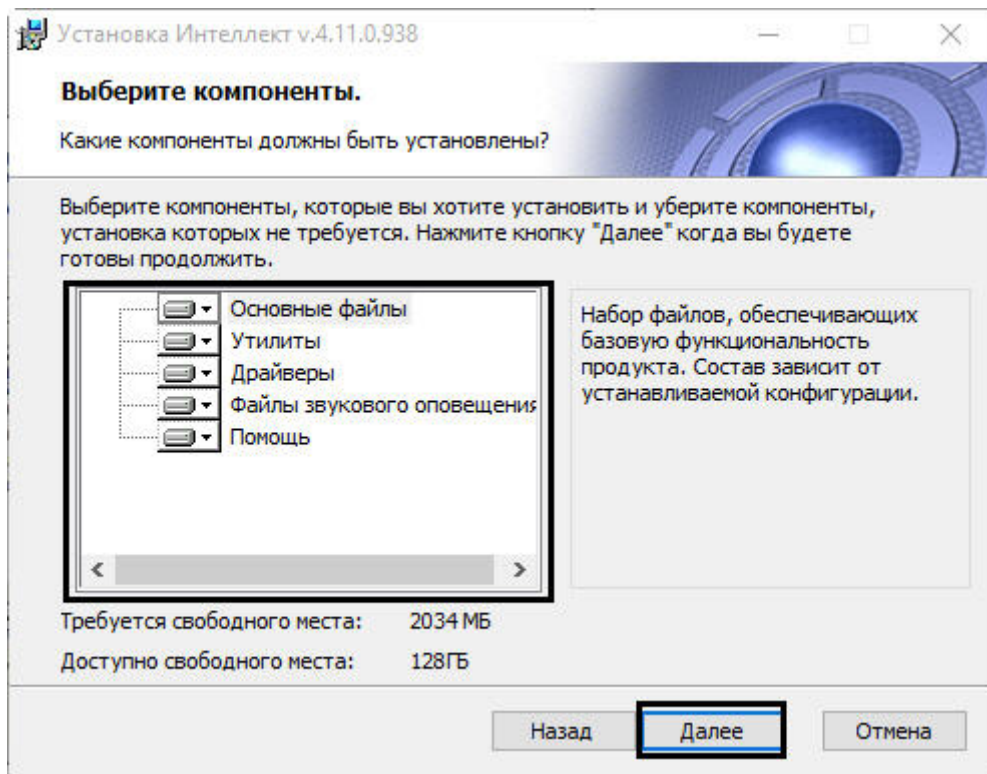 Установка Интеллект v.4.11.0.938
Выберите компоненты.
Какие компоненты должны быть установлены?
Выберите компоненты, которые вы хотите установить и уберите компоненты,
установка которых не требуется. Нажмите кнопку "Далее" когда вы будете
готовы продолжить.
Основные файлы
Утилиты
Драйверы
Файлы звукового оповещения
Помощь
Набор файлов, обеспечивающих
базовую функциональность
продукта. Состав зависит от
устанавливаемой конфигурации.
Требуется свободного места: 2034 МБ
Доступно свободного места: 128ГБ
Назад Далее Отмена